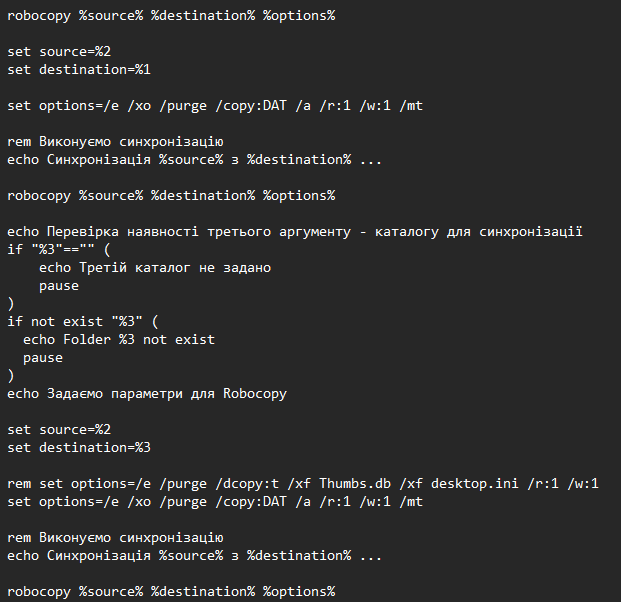 robocopy %source% %destination% %options%
set source=%2
set destination=%1
set options=/e /xo /purge /copy:DAT /a /r:1 /w:1 /mt
rem Виконуємо синхронізацію
echo Синхронізація %source% з %destination% ...
robocopy %source% %destination% %options%
echo Перевірка наявності третього аргументу - каталогу для синхронізації
if "%3"=="" (
    echo Третій каталог не задано
    pause
)
if not exist "%3" (
  echo Folder %3 not exist
  pause
)
echo Задаємо параметри для Robocopy
set source=%2
set destination=%3
rem set options=/e /purge /dcopy:t /xf Thumbs.db /xf desktop.ini /r:1 /w:1
set options=/e /xo /purge /copy:DAT /a /r:1 /w:1 /mt
rem Виконуємо синхронізацію
echo Синхронізація %source% з %destination% ...
robocopy %source% %destination% %options%